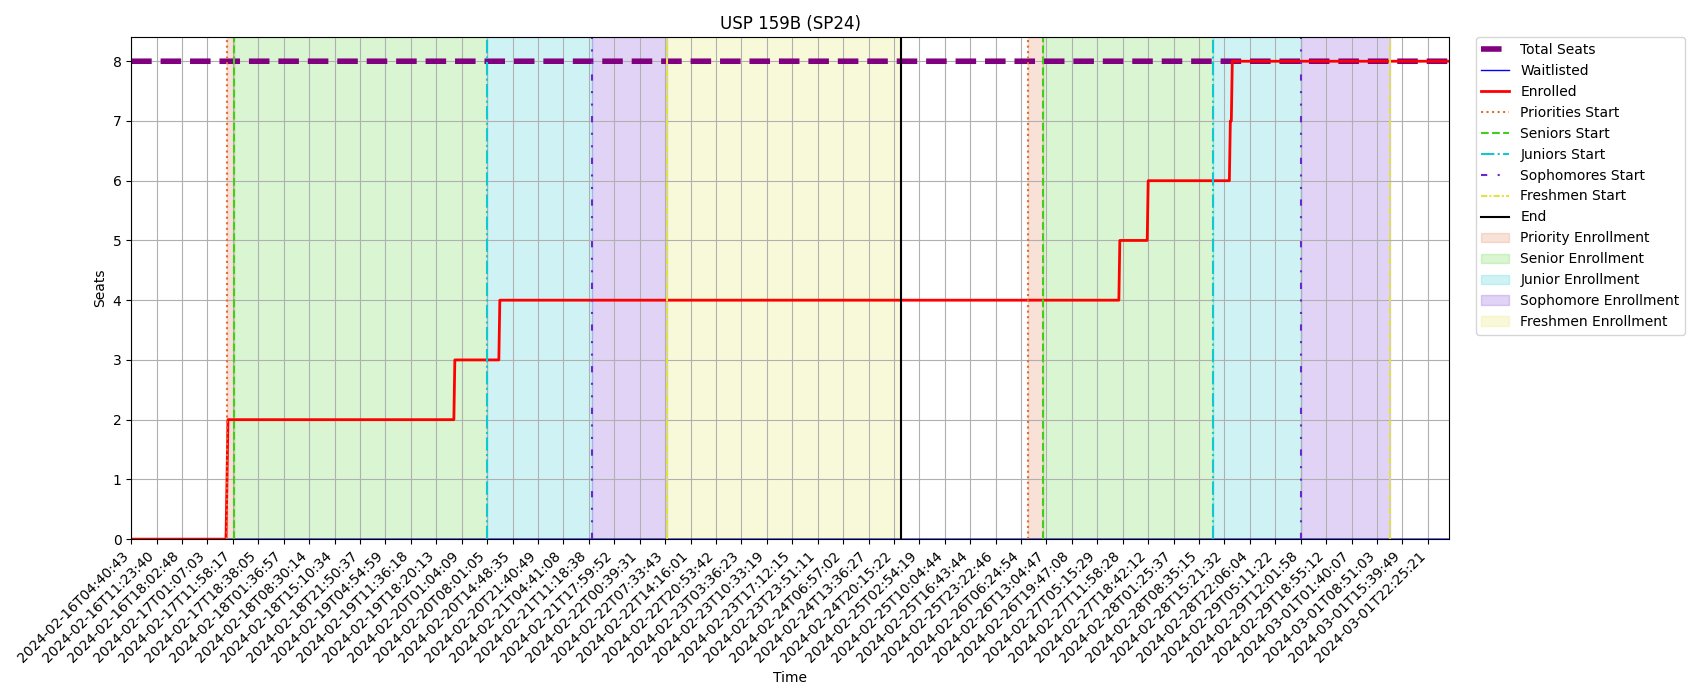 USP 159B (SP24)
Seats
8
7
6
5
4
3
2
1
0
2024-02-16T04:40:43
2024-02-16T11:23:40
2024-02-16T18:02:48
2024-02-17T01:07:03
2024-02-17T11:58:17
2024-02-17T18:38:05
2024-02-18T01:36:57
2024-02-18T08:30:14
2024-02-18T15:10:34
2024-02-18T21:50:37
2024-02-19T04:54:59
2024-02-19T11:36:18
2024-02-19T18:20:13
2024-02-20T01:04:09
2024-02-20T08:01:05
2024-02-20T14:48:35
2024-02-20T21:40:49
2024-02-21T04:41:08
2024-02-21T11:18:38
2024-02-21T17:59:52
2024-02-22T00:39:31
2024-02-22T07:33:43
2024-02-22T14:16:01
2024-02-22T20:53:42
2024-02-23T03:36:23
2024-02-23T10:33:19
2024-02-23T17:12:15
2024-02-23T23:51:11
2024-02-24T06:57:02
2024-02-24T13:36:27
2024-02-24T20:15:22
2024-02-25T02:54:19
2024-02-25T10:04:44
2024-02-25T16:43:44
2024-02-25T23:22:46
2024-02-26T06:24:54
2024-02-26T13:04:47
2024-02-26T19:47:08
2024-02-27T05:15:29
2024-02-27T11:58:28
2024-02-27T18:42:12
2024-02-28T01:25:37
2024-02-28T08:35:15
2024-02-28T15:21:32
2024-02-28T22:06:04
2024-02-29T05:11:22
2024-02-29T12:01:58
2024-02-29T18:55:12
2024-03-01T01:40:07
2024-03-01T08:51:03
2024-03-01T15:39:49
2024-03-01T22:25:21
Time
Total Seats
Waitlisted
Enrolled
Priorities Start
Seniors Start
Juniors Start
Sophomores Start
Freshmen Start
End
Priority Enrollment
Senior Enrollment
Junior Enrollment
Sophomore Enrollment
Freshmen Enrollment